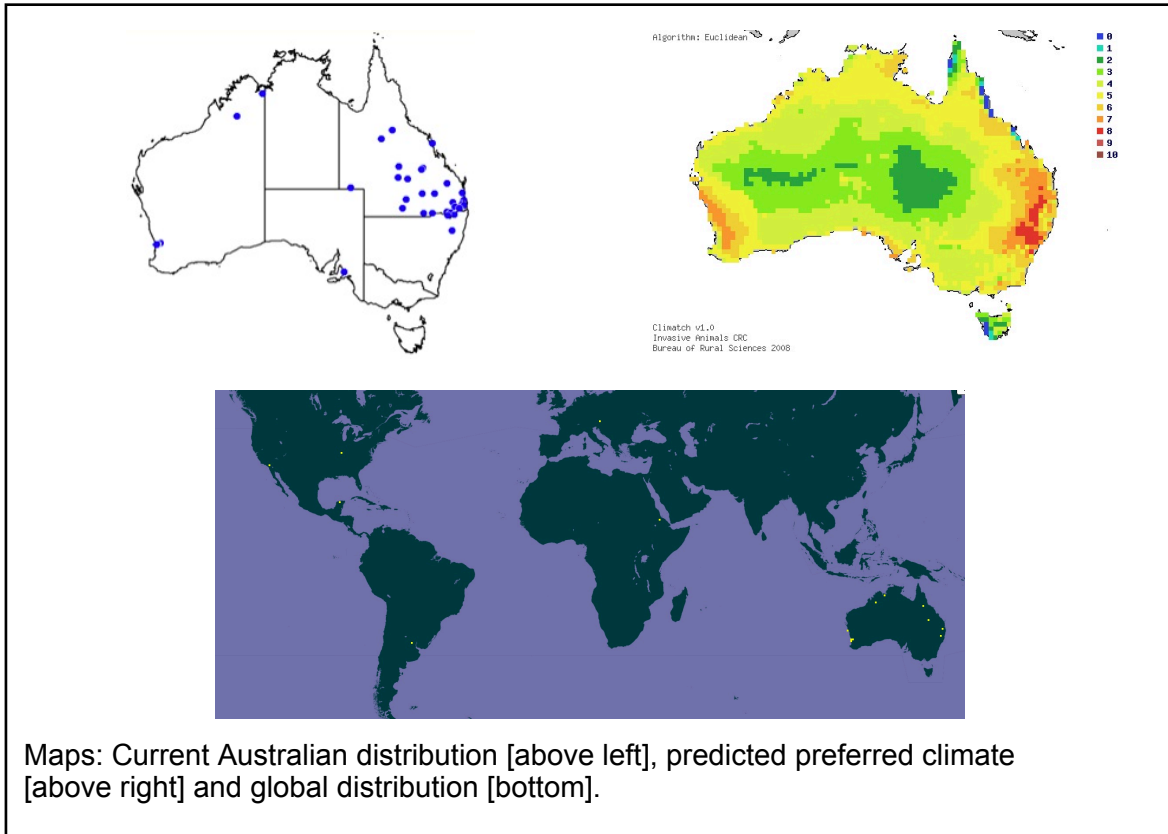 Algorithm: Euclidean
0
1
2
3
4
5
6
7
8
9
10
Climatch v1.0
Invasive Animals CRC
Bureau of Rural Sciences 2008
Maps: Current Australian distribution [above left], predicted preferred climate
[above right] and global distribution [bottom].